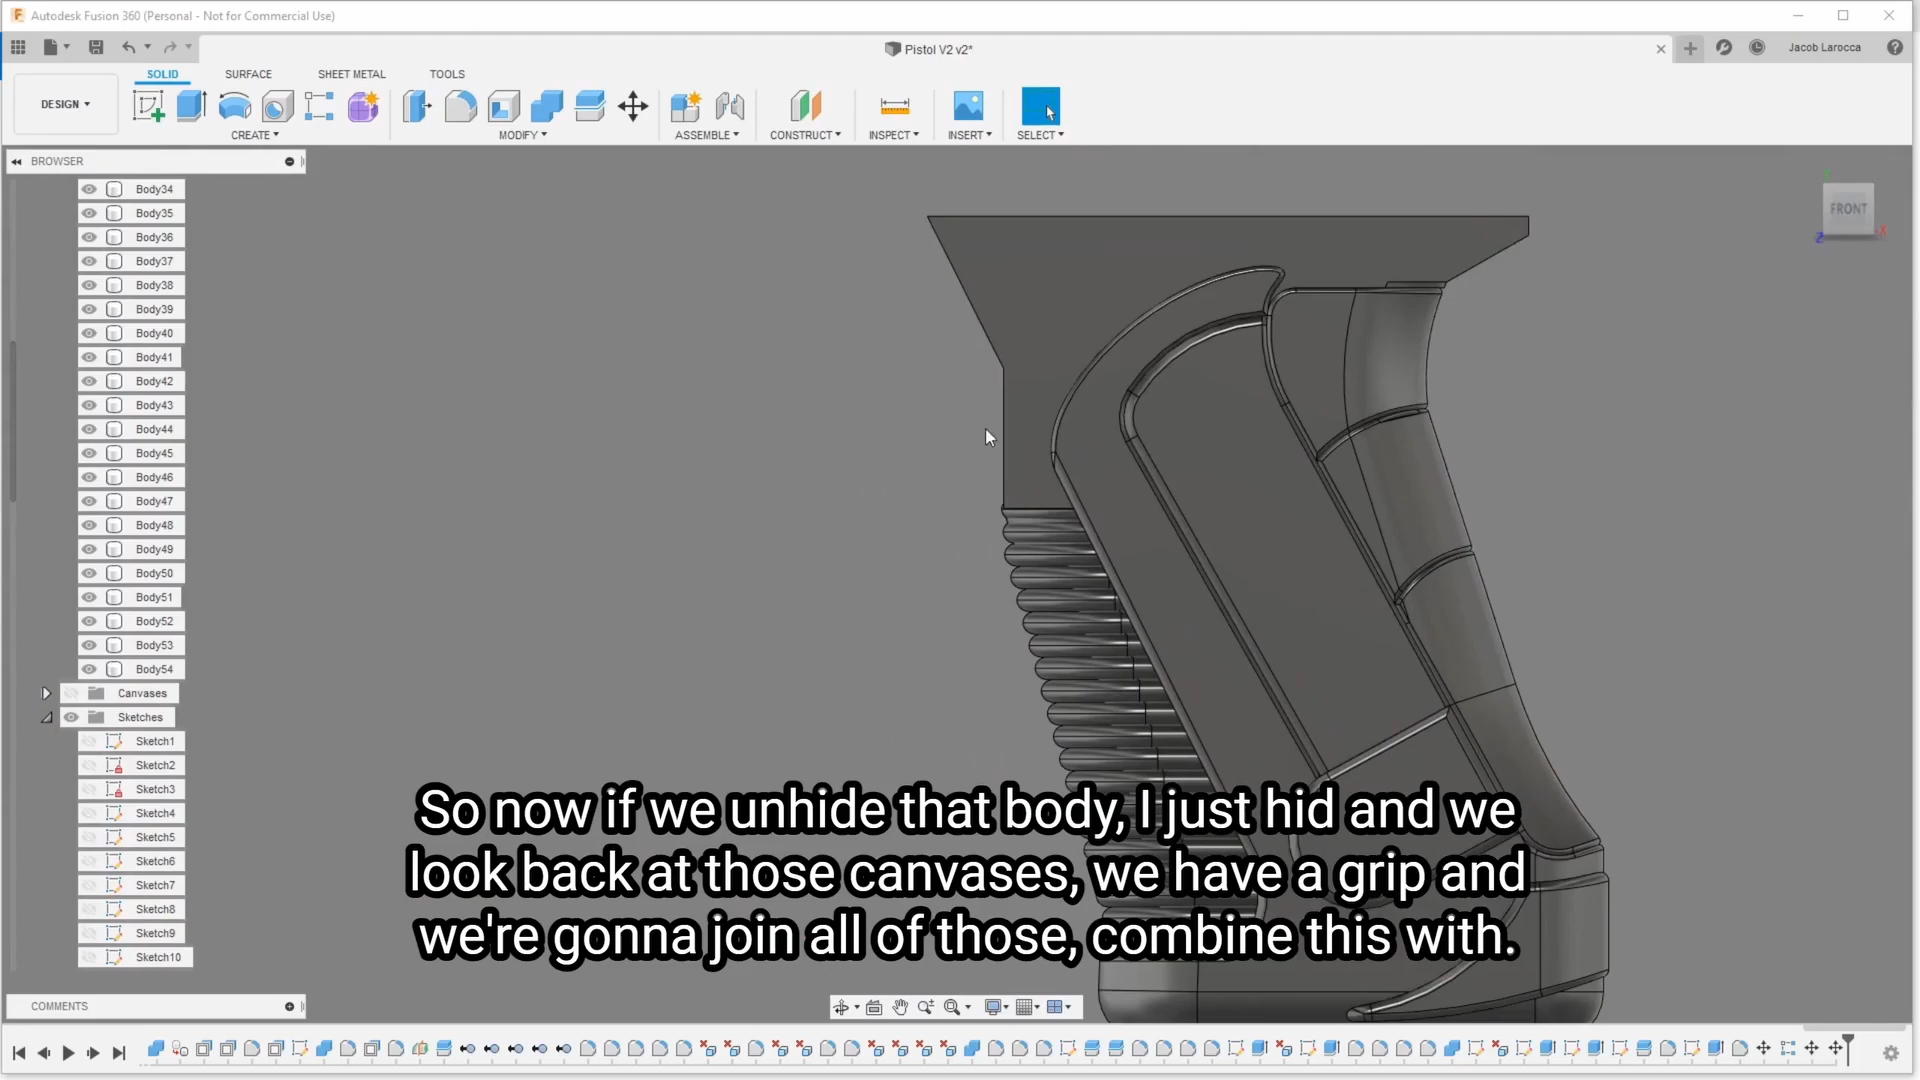 Autodesk Fusion 360 (Personal - Not for Commercial Use)
Pistol V2 v2*
Jacob Larocca
SOLID
SURFACE
SHEET METAL
TOOLS
DESIGN
CREATE
MODIFY
ASSEMBLE
CONSTRUCT
INSPECT
INSERT
SELECT
BROWSER
FRONT
X
Z
Body34
Body35
Body36
Body37
Body38
Body39
Body40
Body41
Body42
Body43
Body44
Body45
Body46
Body47
Body48
Body49
Body50
Body51
Body52
Body53
Body54
Canvases
Sketches
Sketch1
Sketch2
Sketch3
Sketch4
Sketch5
Sketch6
Sketch7
Sketch8
Sketch9
Sketch10
So now if we unhide that body, I just hid and we
look back at those canvases, we have a grip and
we're gonna join all of those, combine this with.
COMMENTS